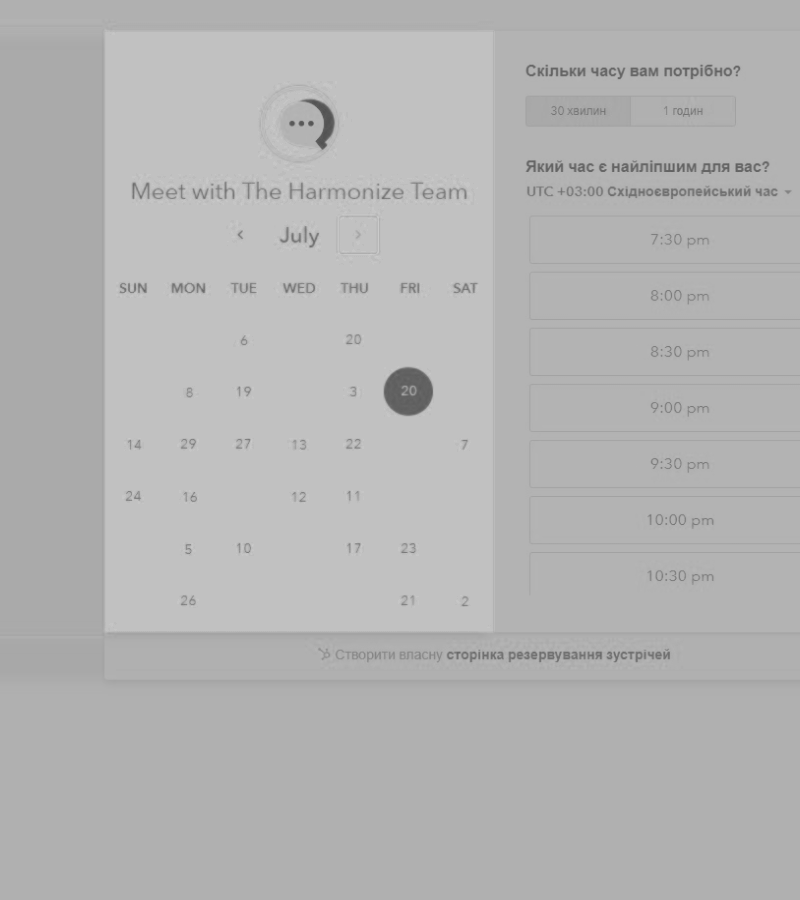 Meet with The Harmonize Team
July
SUN MON TUE WED THU FRI SAT
6 20
8 19 3 20
14 29 27 13 22 7
24 16 12 11
5 10 17 23
26 21 2
Скільки часу вам потрібно?
30 хвилин 1 годин
Який час є найліпшим для вас?
UTC +03:00 Східноєвропейський час
7:30 pm
8:00 pm
8:30 pm
9:00 pm
9:30 pm
10:00 pm
10:30 pm
Створити власну сторінка резервування зустрічей